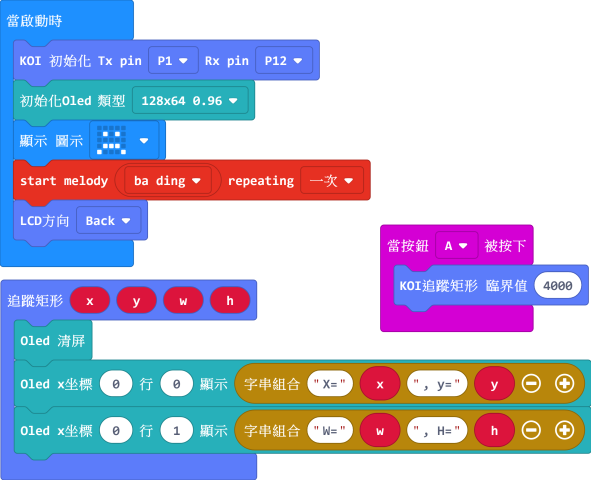 當啟動時
KOI 初始化 Tx pin P1 Rx pin P12
初始化Oled 類型 128x64 0.96
顯示 圖示
start melody ba ding repeating 一次
LCD方向 Back
當按鈕 A 被按下
KOI追蹤矩形 臨界值 4000
追蹤矩形 x y w h
Oled 清屏
Oled x坐標 0 行 0 顯示 字串組合 "X=" x ", y=" y
Oled x坐標 0 行 1 顯示 字串組合 "W=" w ", H=" h